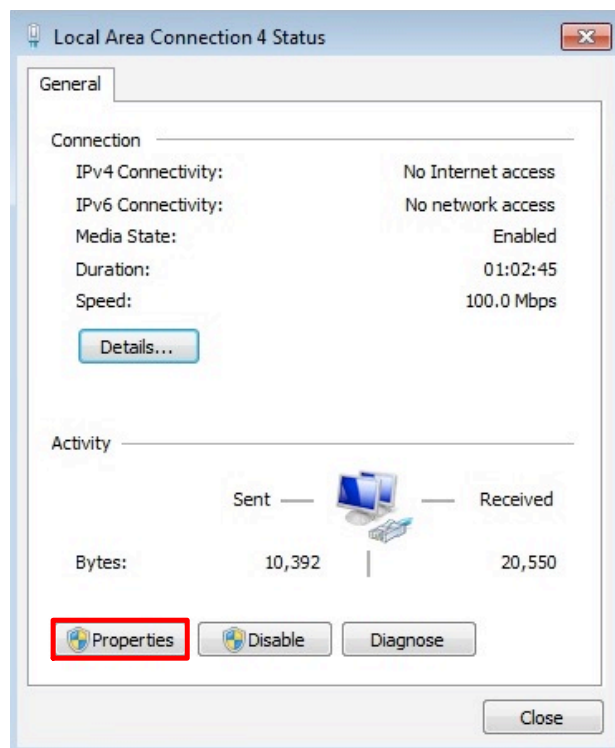 Local Area Connection 4 Status
General
Connection
IPv4 Connectivity: No Internet access
IPv6 Connectivity: No network access
Media State: Enabled
Duration: 01:02:45
Speed: 100.0 Mbps
Details...
Activity
Sent Received
Bytes: 10,392 20,550
Properties Disable Diagnose
Close